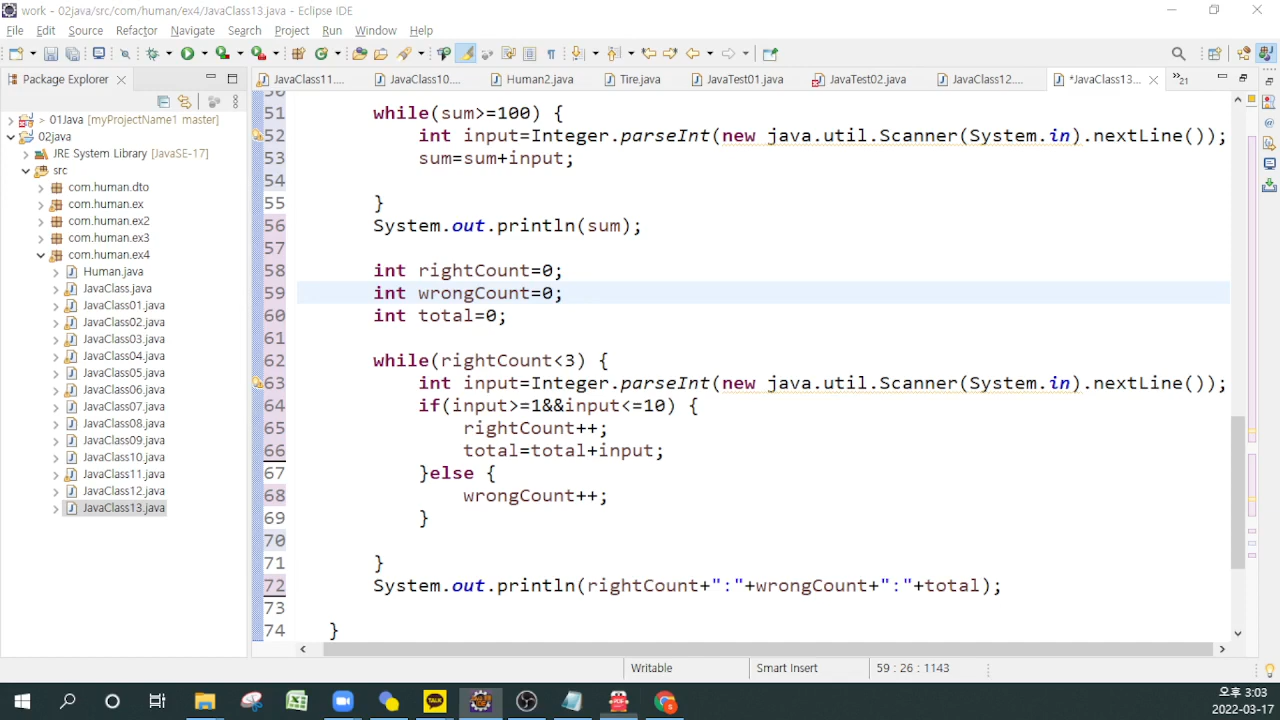 work - 02java/src/com/human/ex4/JavaClass13.java - Eclipse IDE
File Edit Source Refactor Navigate Search Project Run Window Help
Package Explorer
JavaClass11.... JavaClass10.... Human2.java Tire.java JavaTest01.java JavaTest02.java JavaClass12.... *JavaClass13... »21
> 01Java [myProjectName1 master]
02java
JRE System Library [JavaSE-17]
src
com.human.dto
com.human.ex
com.human.ex2
com.human.ex3
com.human.ex4
Human.java
JavaClass.java
JavaClass01.java
JavaClass02.java
JavaClass03.java
JavaClass04.java
JavaClass05.java
JavaClass06.java
JavaClass07.java
JavaClass08.java
JavaClass09.java
JavaClass10.java
JavaClass11.java
JavaClass12.java
JavaClass13.java
50
51 while(sum>=100) {
52 int input=Integer.parseInt(new java.util.Scanner(System.in).nextLine());
53 sum=sum+input;
54
55 }
56 System.out.println(sum);
57
58 int rightCount=0;
59 int wrongCount=0;
60 int total=0;
61
62 while(rightCount<3) {
63 int input=Integer.parseInt(new java.util.Scanner(System.in).nextLine());
64 if(input>=1&&input<=10) {
65 rightCount++;
66 total=total+input;
67 }else {
68 wrongCount++;
69 }
70
71 }
72 System.out.println(rightCount+":"+wrongCount+":"+total);
73
74 }
Writable Smart Insert 59 : 26 : 1143
TALK
PDF
오후 3:03
2022-03-17